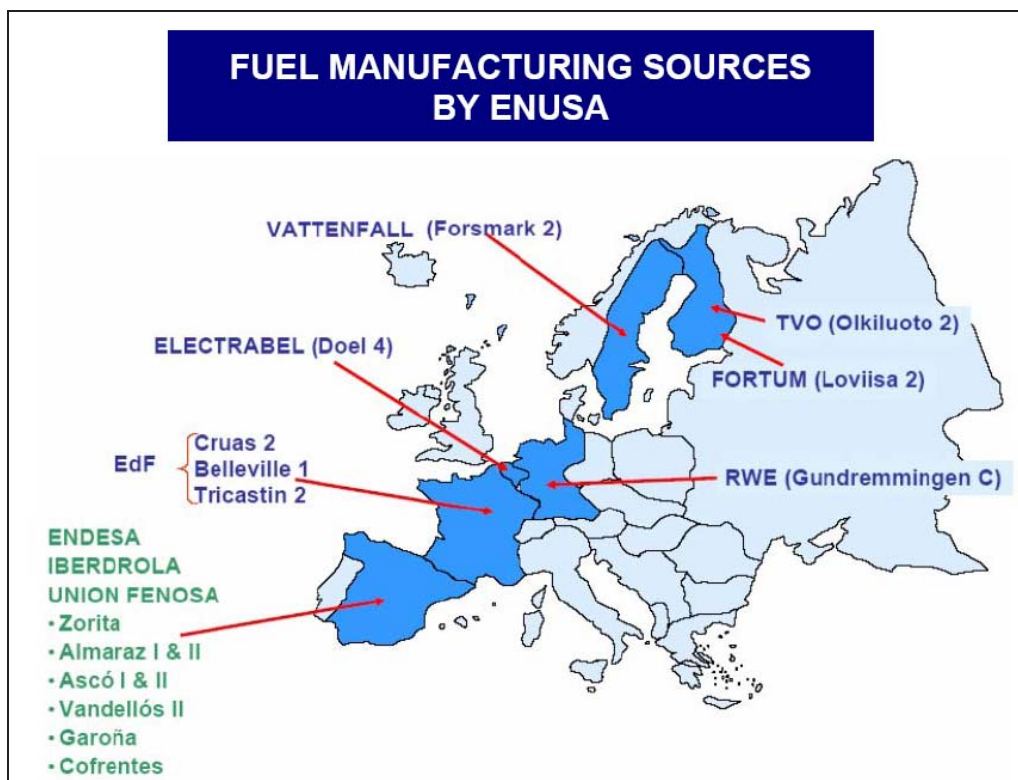 FUEL MANUFACTURING SOURCES
BY ENUSA
VATTENFALL (Forsmark 2)
TVO (Olkiluoto 2)
ELECTRABEL (Doel 4)
FORTUM (Loviisa 2)
EdF
Cruas 2
Belleville 1
Tricastin 2
RWE (Gundremmingen C)
ENDESA
IBERDROLA
UNION FENOSA
• Zorita
• Almaraz I & II
• Ascó I & II
• Vandellós II
• Garoña
• Cofrentes